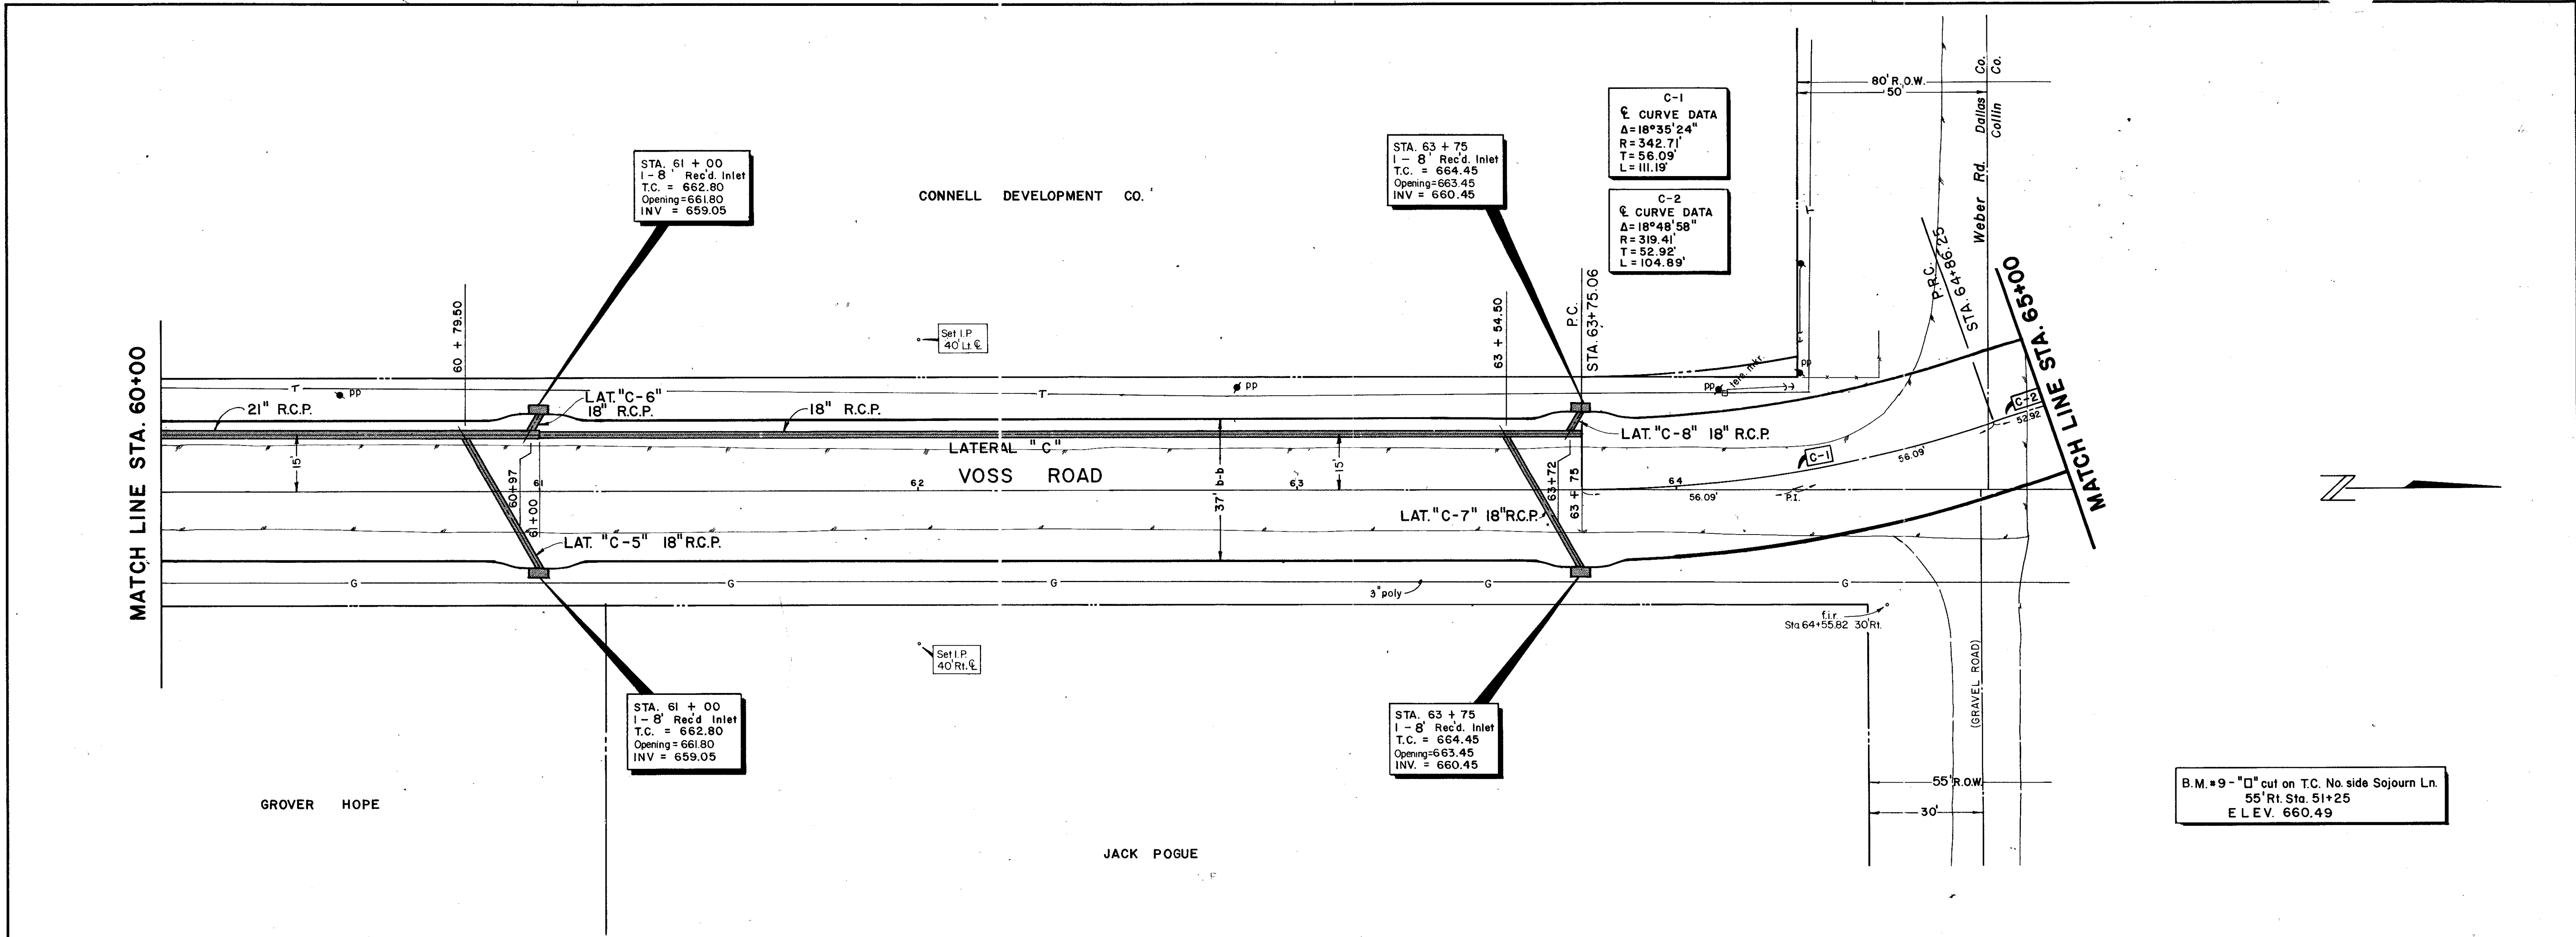 STA. 61 + 00
1 - 8' Rec'd. Inlet
T.C. = 662.80
Opening=661.80
INV = 659.05
CONNELL DEVELOPMENT CO.
STA. 63 + 75
1 - 8' Rec'd. Inlet
T.C. = 664.45
Opening=663.45
INV = 660.45
C-1
℄ CURVE DATA
Δ=18°35'24"
R=342.71'
T=56.09'
L=111.19'
C-2
℄ CURVE DATA
Δ=18°48'58"
R=319.41'
T=52.92'
L=104.89'
80' R.O.W.
50'
Weber Rd.
Dallas Co.
Collin Co.
P.R.C.
STA. 64+86.25
MATCH LINE STA. 65+00
MATCH LINE STA. 60+00
60 + 79.50
Set I.P.
40' Lt. ℄
63 + 54.50
P.C.
STA. 63+75.06
T
PP
T
PP
PP
tele. mkr.
PP
T
T
21" R.C.P.
LAT. "C-6"
18" R.C.P.
18" R.C.P.
LATERAL "C"
LAT. "C-8" 18" R.C.P.
C-2
52.92
C-1
56.09'
15'
VOSS ROAD
37' b-b
15'
60+97
61+00
61
62
63
64
63+72
63 + 75
56.09'
P.I.
LAT. "C-5" 18" R.C.P.
LAT. "C-7" 18" R.C.P.
G
G
G
G
G
3" poly
f.i.r.
Sta 64+55.82 30' Rt.
Set I.P.
40' Rt. ℄
(GRAVEL ROAD)
STA. 61 + 00
1 - 8' Rec'd Inlet
T.C. = 662.80
Opening = 661.80
INV = 659.05
STA. 63 + 75
1 - 8' Rec'd. Inlet
T.C. = 664.45
Opening=663.45
INV. = 660.45
55' R.O.W.
30'
GROVER HOPE
JACK POGUE
B.M. #9 - "□" cut on T.C. No. side Sojourn Ln.
55' Rt. Sta. 51+25
ELEV. 660.49